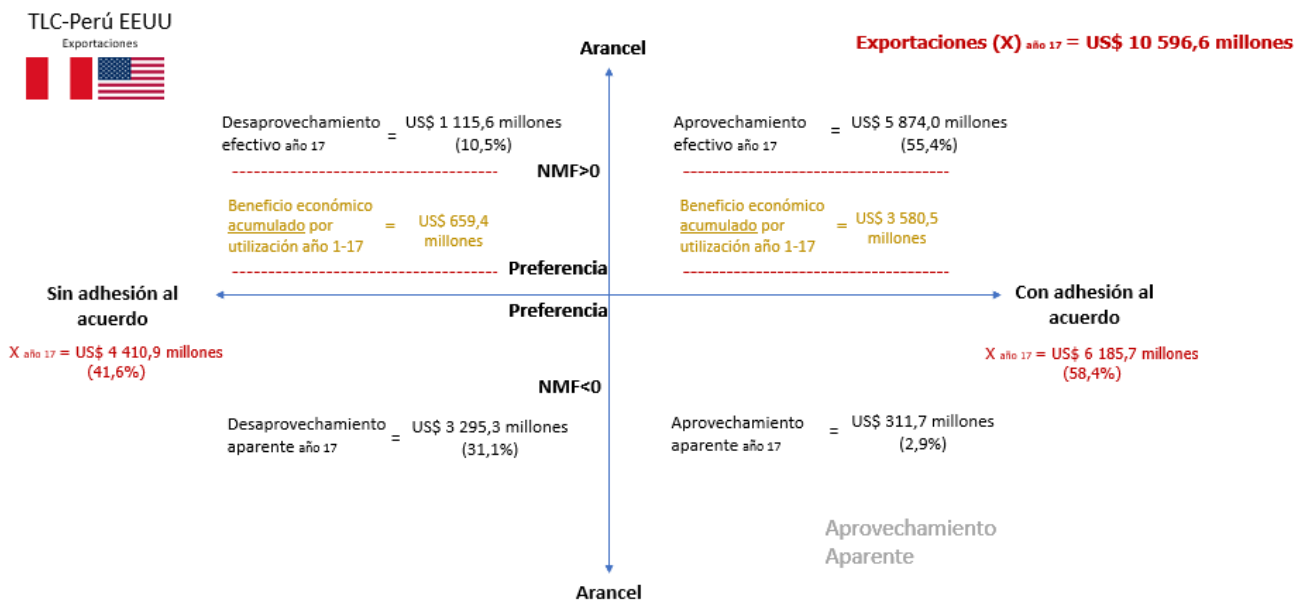 TLC-Perú EEUU
Exportaciones
Arancel
Exportaciones (X) año 17 = US$ 10 596,6 millones
Desaprovechamiento
efectivo año 17
=
US$ 1 115,6 millones
(10,5%)
Aprovechamiento
efectivo año 17
=
US$ 5 874,0 millones
(55,4%)
NMF>0
Beneficio económico
acumulado por
utilización año 1-17
=
US$ 659,4
millones
Beneficio económico
acumulado por
utilización año 1-17
=
US$ 3 580,5
millones
Preferencia
Sin adhesión al
acuerdo
Con adhesión al
acuerdo
Preferencia
X año 17 = US$ 4 410,9 millones
(41,6%)
X año 17 = US$ 6 185,7 millones
(58,4%)
NMF<0
Desaprovechamiento
aparente año 17
=
US$ 3 295,3 millones
(31,1%)
Aprovechamiento
aparente año 17
=
US$ 311,7 millones
(2,9%)
Aprovechamiento
Aparente
Arancel